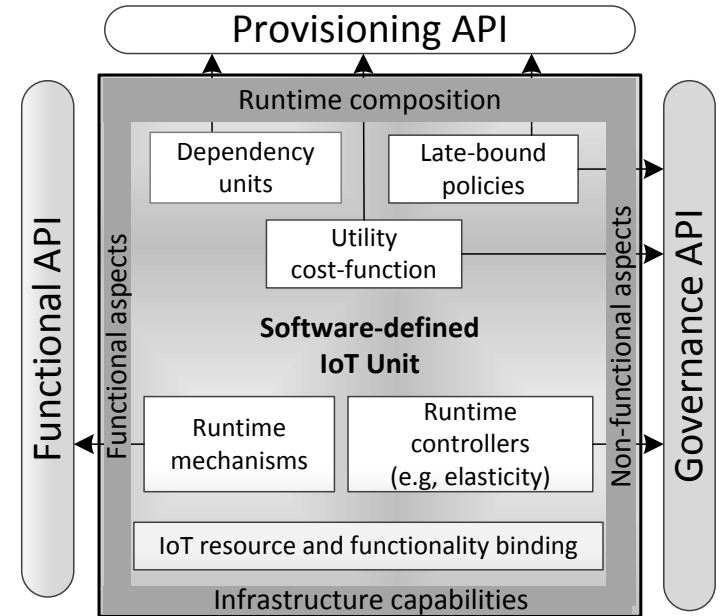 Provisioning API
Runtime composition
Dependency
units
Late-bound
policies
Utility
cost-function
Functional API
Functional aspects
Software-defined
IoT Unit
Non-functional aspects
Governance API
Runtime
mechanisms
Runtime
controllers
(e.g, elasticity)
IoT resource and functionality binding
Infrastructure capabilities